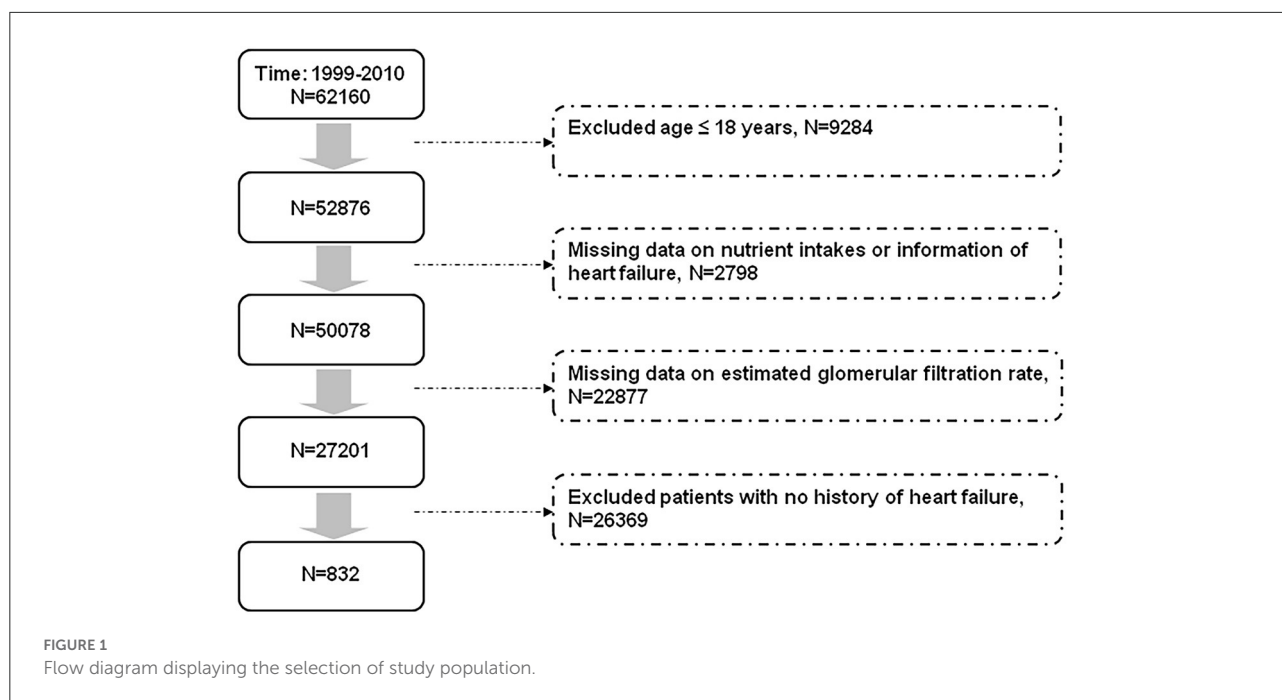 Time: 1999-2010
N=62160
Excluded age ≤ 18 years, N=9284
N=52876
Missing data on nutrient intakes or information of
heart failure, N=2798
N=50078
Missing data on estimated glomerular filtration rate,
N=22877
N=27201
Excluded patients with no history of heart failure,
N=26369
N=832
FIGURE 1
Flow diagram displaying the selection of study population.